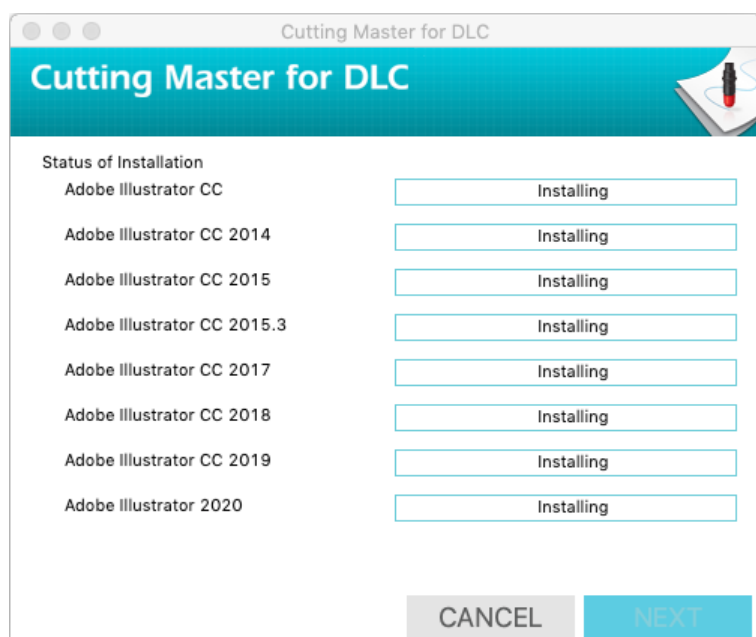 Cutting Master for DLC
Cutting Master for DLC
Status of Installation
Adobe Illustrator CC Installing
Adobe Illustrator CC 2014 Installing
Adobe Illustrator CC 2015 Installing
Adobe Illustrator CC 2015.3 Installing
Adobe Illustrator CC 2017 Installing
Adobe Illustrator CC 2018 Installing
Adobe Illustrator CC 2019 Installing
Adobe Illustrator 2020 Installing
CANCEL NEXT